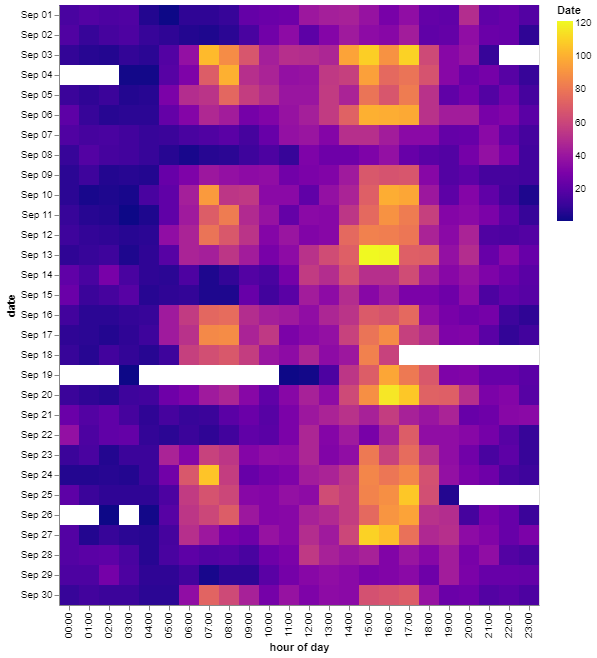 Date
120
100
80
60
40
20
date
Sep 01
Sep 02
Sep 03
Sep 04
Sep 05
Sep 06
Sep 07
Sep 08
Sep 09
Sep 10
Sep 11
Sep 12
Sep 13
Sep 14
Sep 15
Sep 16
Sep 17
Sep 18
Sep 19
Sep 20
Sep 21
Sep 22
Sep 23
Sep 24
Sep 25
Sep 26
Sep 27
Sep 28
Sep 29
Sep 30
00:00 01:00 02:00 03:00 04:00 05:00 06:00 07:00 08:00 09:00 10:00 11:00 12:00 13:00 14:00 15:00 16:00 17:00 18:00 19:00 20:00 21:00 22:00 23:00
hour of day